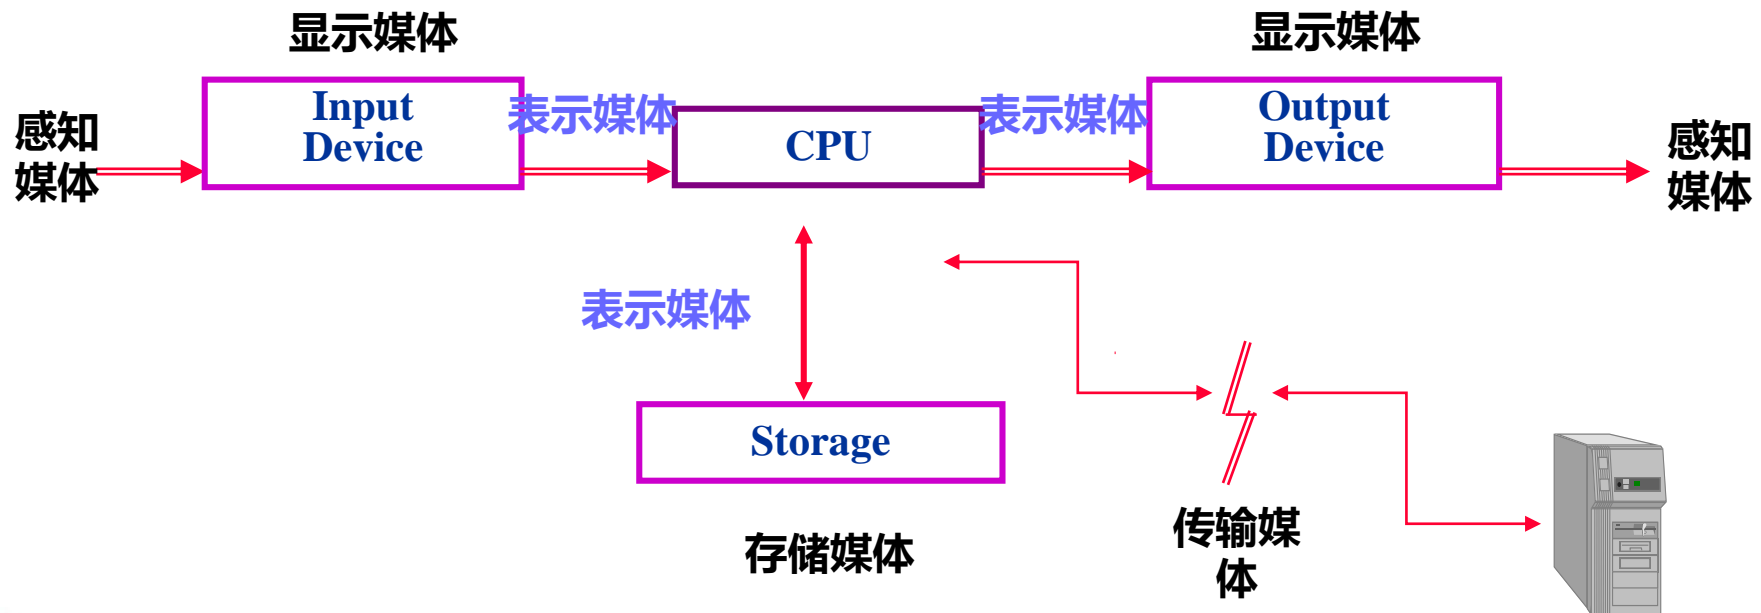 显示媒体
显示媒体
感知
媒体
Input
Device
表示媒体
CPU
表示媒体
Output
Device
感知
媒体
表示媒体
Storage
存储媒体
传输媒
体